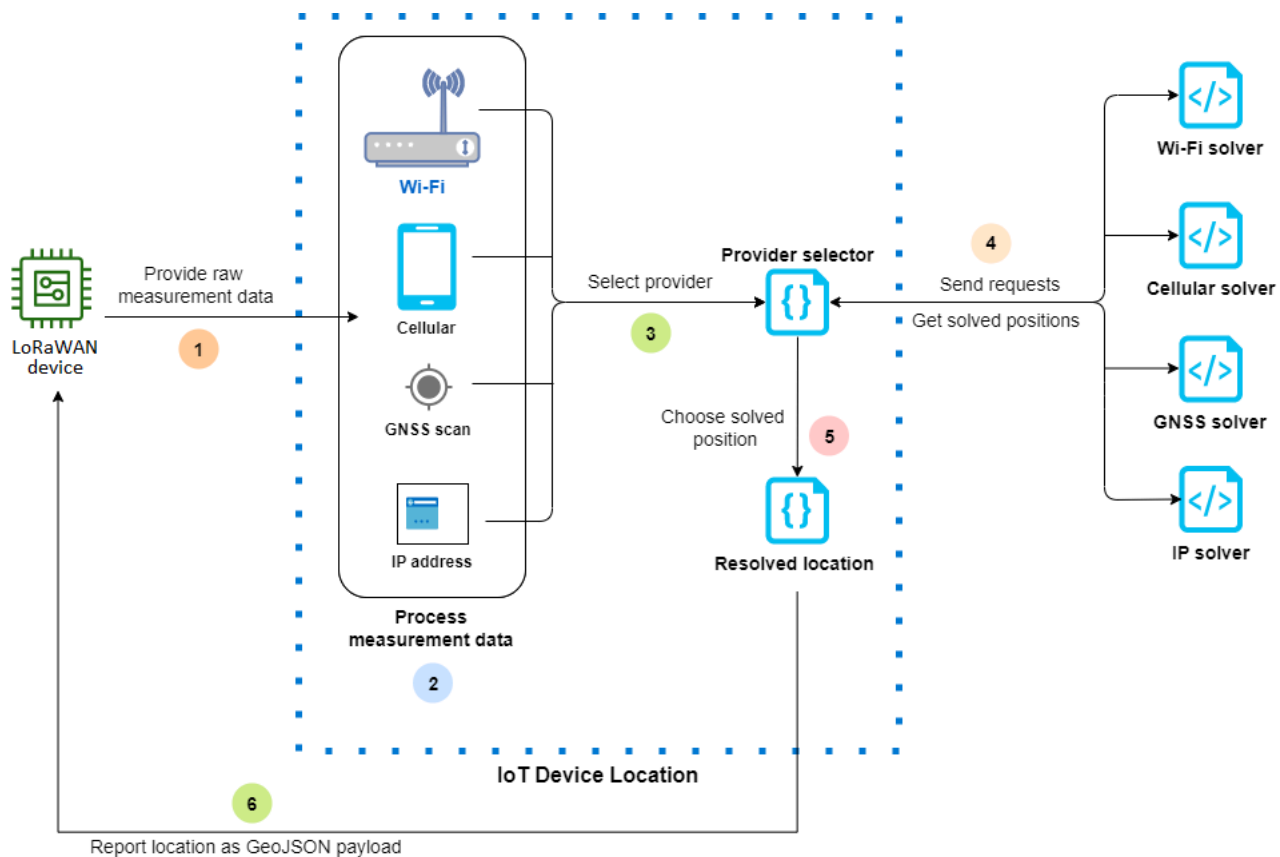 Wi-Fi
Cellular
GNSS scan
IP address
Process
measurement data
2
LoRaWAN
device
Provide raw
measurement data
1
Select provider
3
Provider selector
Choose solved
position
5
Resolved location
4
Send requests
Get solved positions
Wi-Fi solver
Cellular solver
GNSS solver
IP solver
IoT Device Location
6
Report location as GeoJSON payload